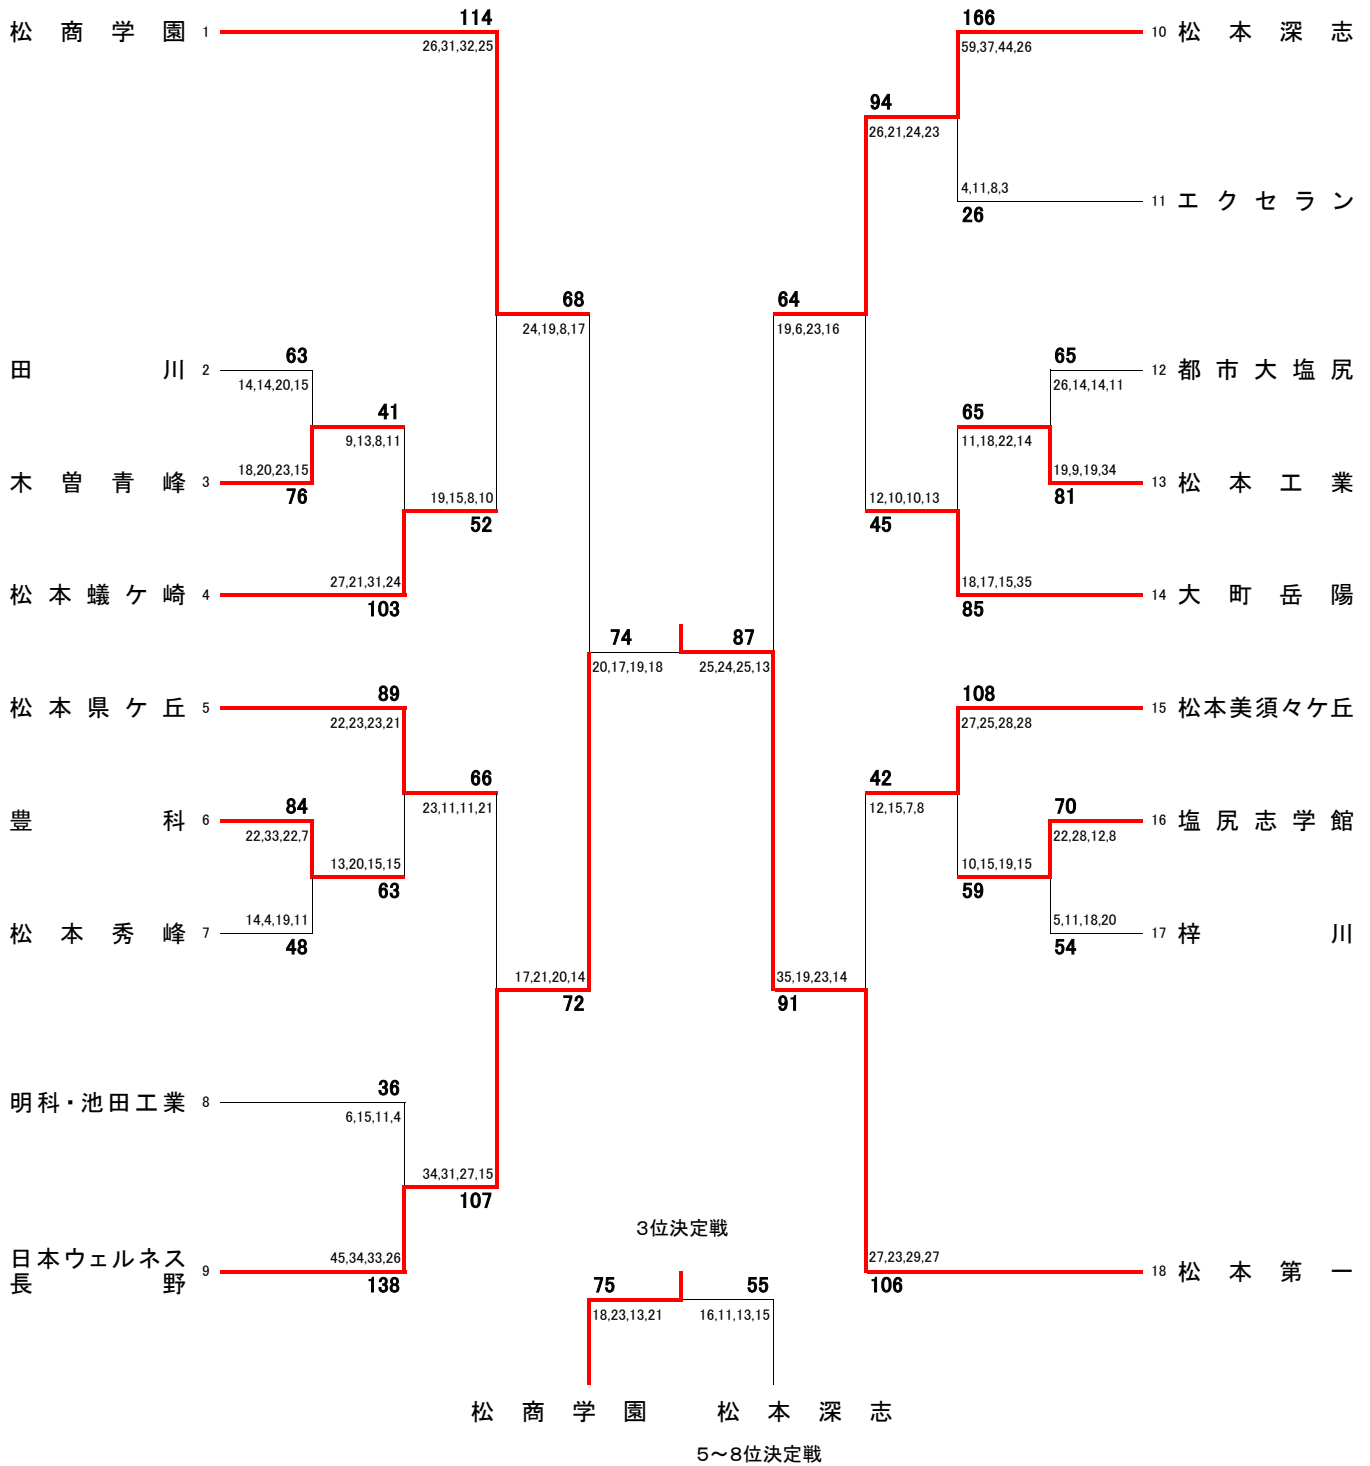 114 166
松商学園 1 10 松本深志
26,31,32,25 59,37,44,26
94
26,21,24,23
4,11,8,3
11 エクセラン
26
68 64
24,19,8,17 19,6,23,16
63 65
田川 2 12 都市大塩尻
14,14,20,15 26,14,14,11
41 65
9,13,8,11 11,18,22,14
18,20,23,15 19,9,19,34
木曽青峰 3 13 松本工業
76 81
19,15,8,10 12,10,10,13
52 45
27,21,31,24 18,17,15,35
松本蟻ケ崎 4 14 大町岳陽
103 85
74 87
20,17,19,18 25,24,25,13
89 108
松本県ケ丘 5 15 松本美須々ケ丘
22,23,23,21 27,25,28,28
66 42
23,11,11,21 12,15,7,8
84 70
豊科 6 16 塩尻志学館
22,33,22,7 22,28,12,8
13,20,15,15 10,15,19,15
63 59
14,4,19,11 5,11,18,20
松本秀峰 7 17 梓川
48 54
17,21,20,14 35,19,23,14
72 91
36
明科・池田工業 8
6,15,11,4
34,31,27,15
107
3位決定戦
日本ウェルネス
長野 9 18 松本第一
45,34,33,26 27,23,29,27
138 106
75 55
18,23,13,21 16,11,13,15
松商学園 松本深志
5～8位決定戦